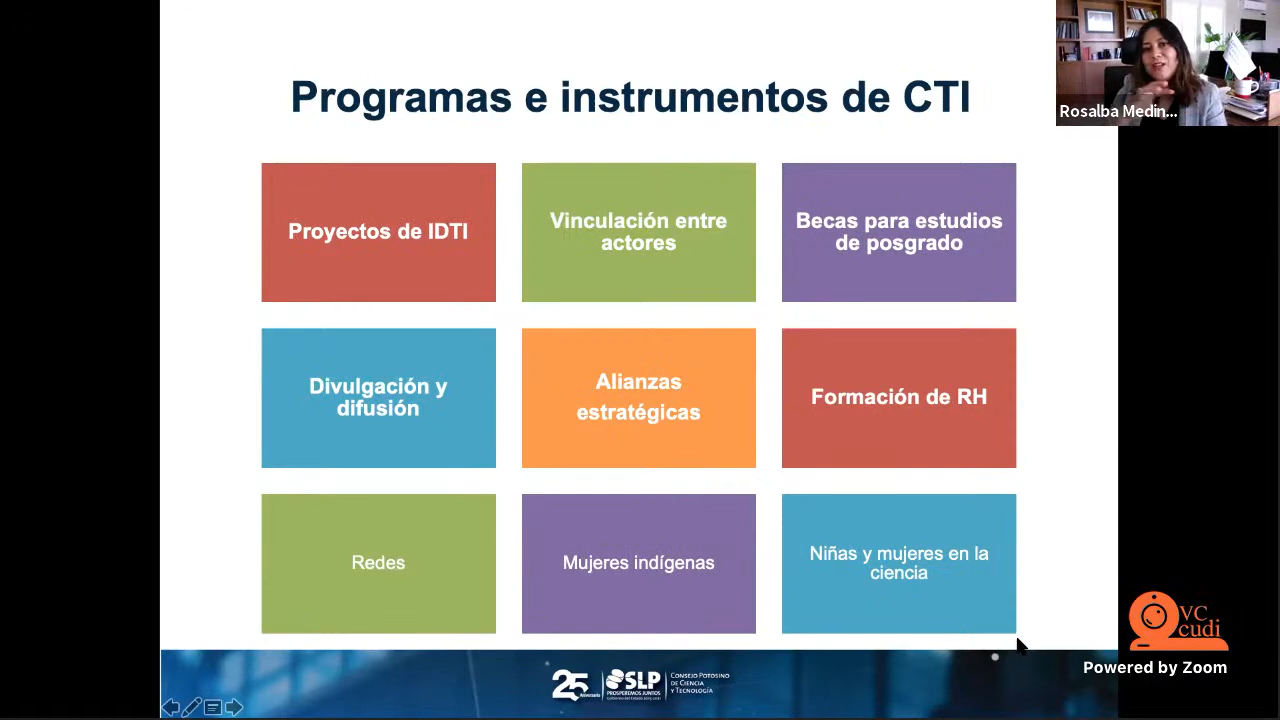 Programas e instrumentos de CTI
Rosalba Medin...
Proyectos de IDTI
Vinculación entre
actores
Becas para estudios
de posgrado
Divulgación y
difusión
Alianzas
estratégicas
Formación de RH
Redes
Mujeres indígenas
Niñas y mujeres en la
ciencia
VC
cudi
Powered by Zoom
25
Aniversario
SLP
PROSPEREMOS JUNTOS
CONSEJO POTOSINO
DE CIENCIA
Y TECNOLOGÍA